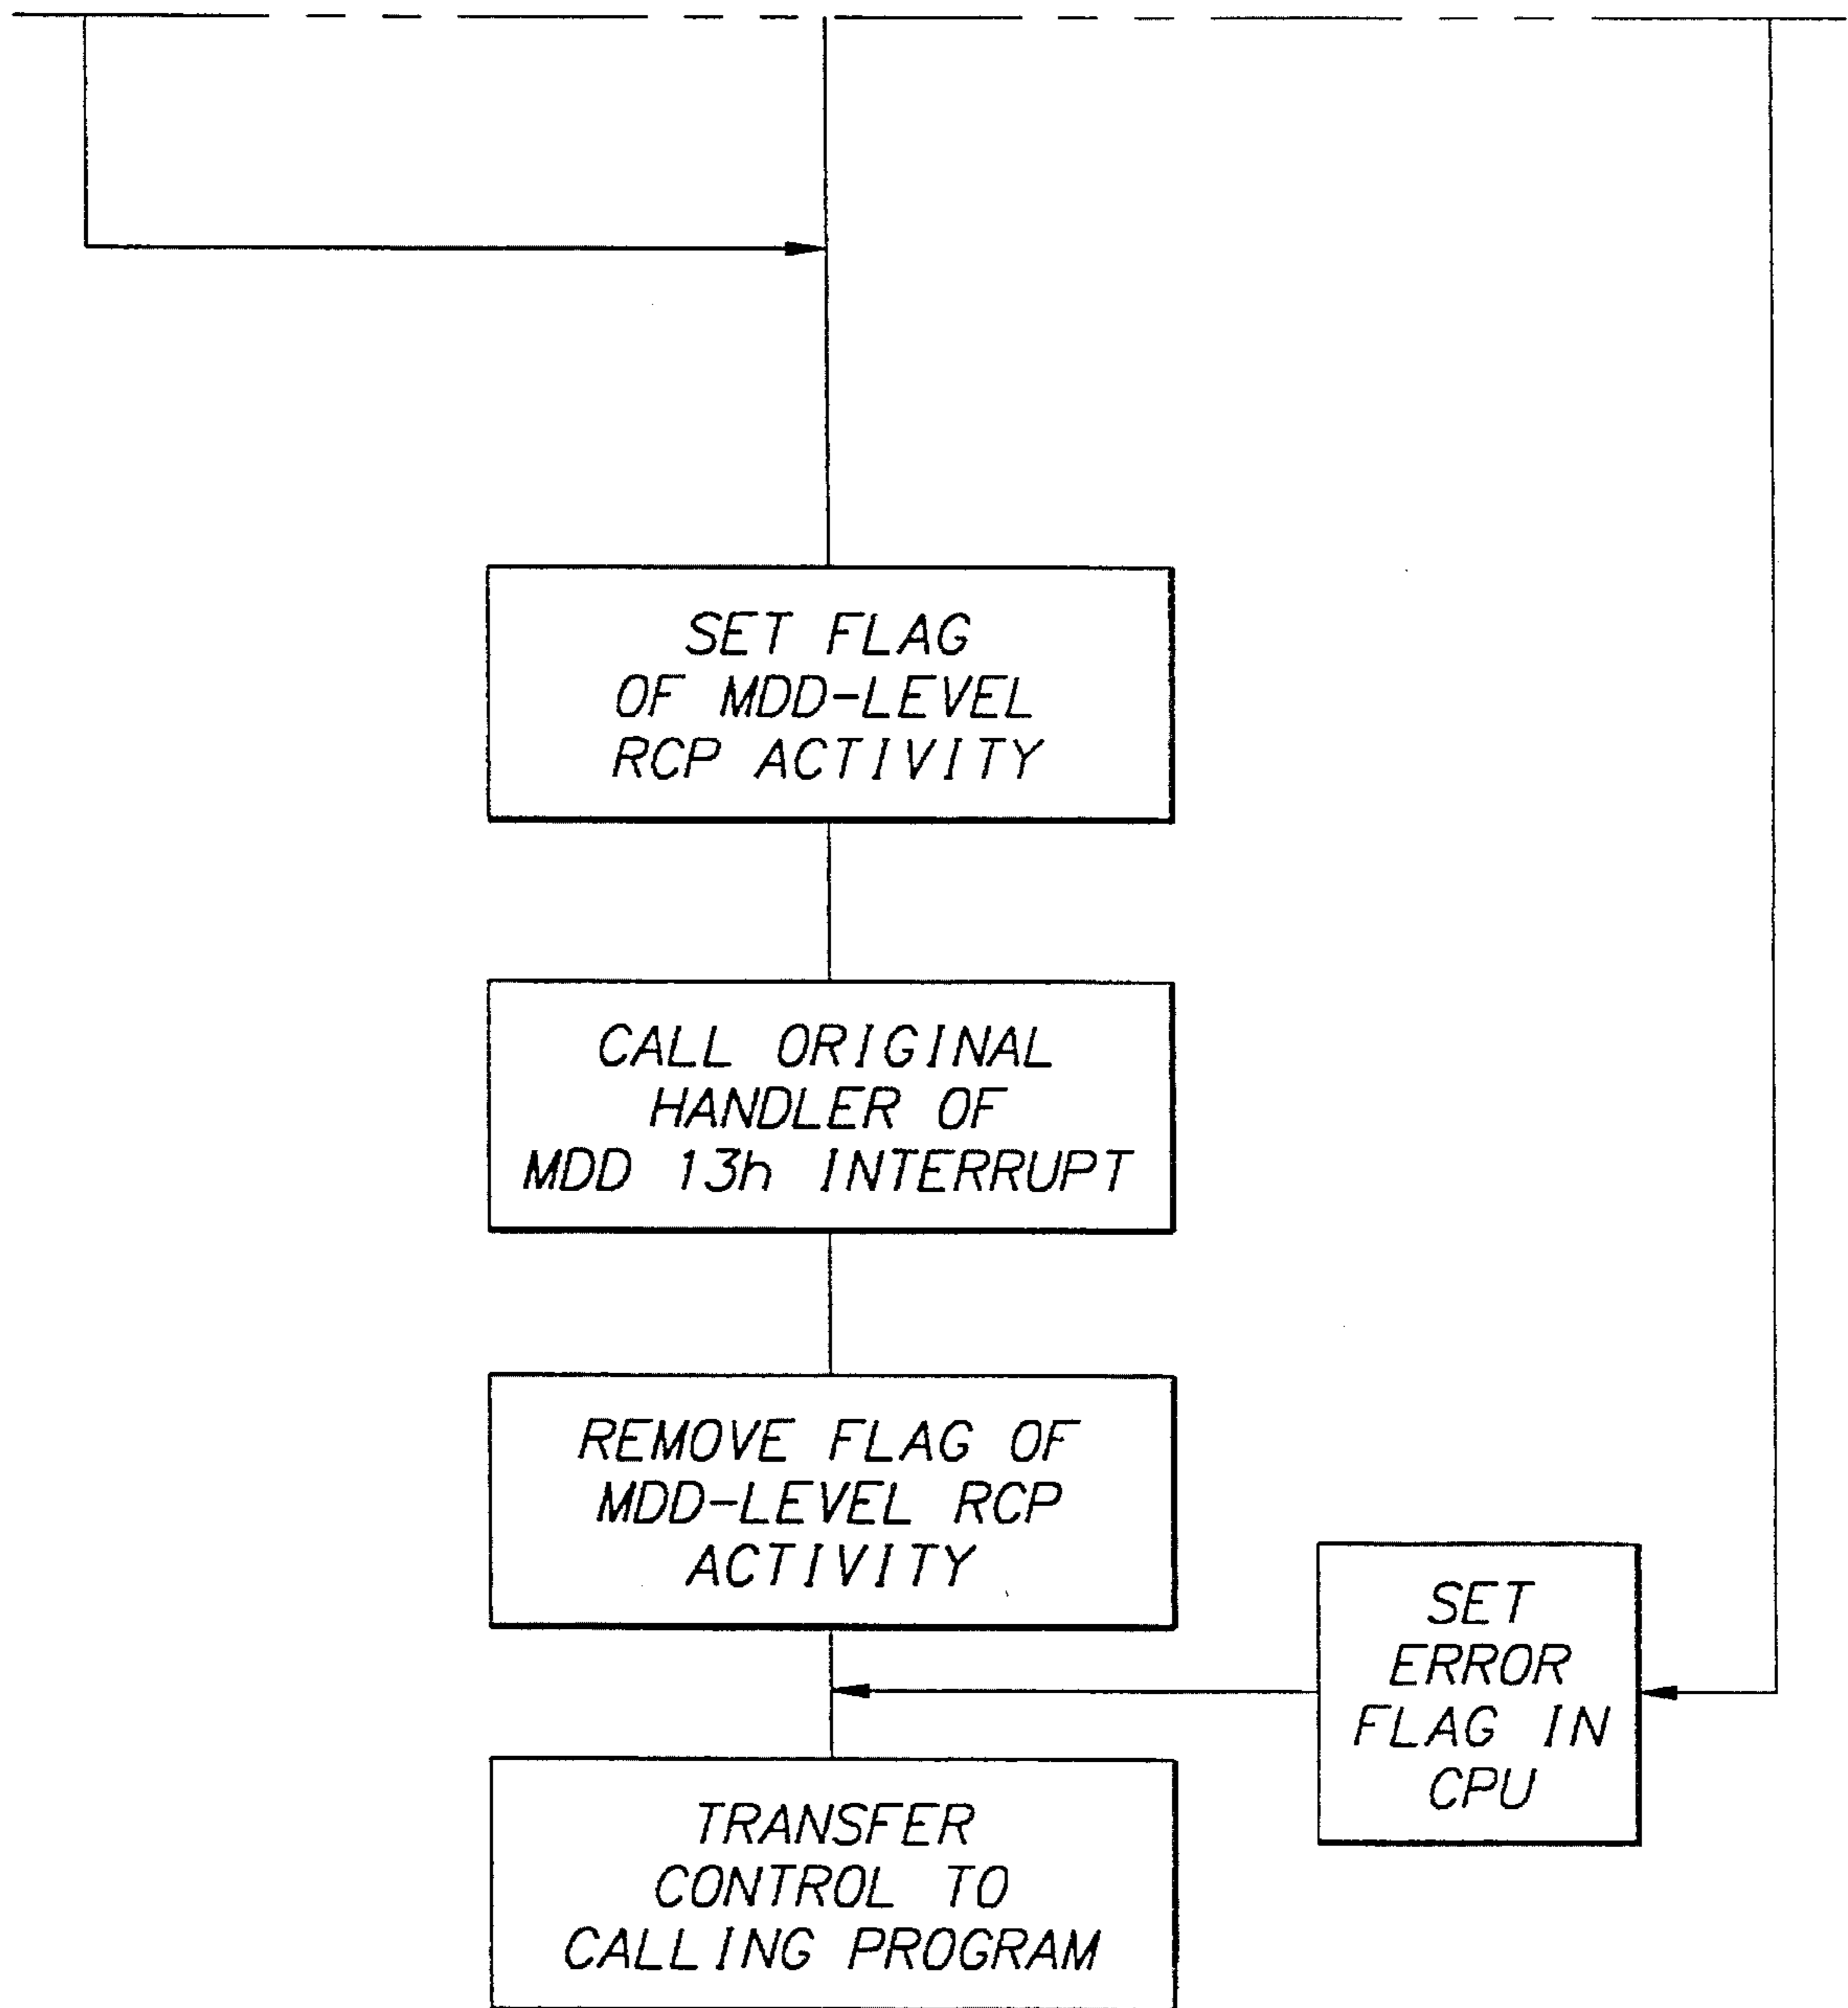 SET FLAG
OF MDD-LEVEL
RCP ACTIVITY
CALL ORIGINAL
HANDLER OF
MDD 13h INTERRUPT
REMOVE FLAG OF
MDD-LEVEL RCP
ACTIVITY
SET
ERROR
FLAG IN
CPU
TRANSFER
CONTROL TO
CALLING PROGRAM